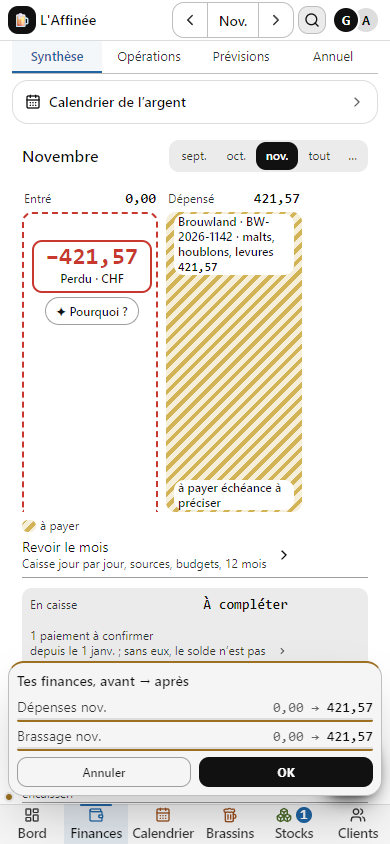 L'Affinée
Nov.
G A
Synthèse Opérations Prévisions Annuel
Calendrier de l'argent
Novembre
sept. oct. nov. tout ...
Entré 0,00 Dépensé 421,57
Brouwland · BW-
2026-1142 · malts,
houblons, levures
421,57
−421,57
Perdu · CHF
✦ Pourquoi ?
à payer échéance à
préciser
à payer
Revoir le mois
Caisse jour par jour, sources, budgets, 12 mois
En caisse À compléter
1 paiement à confirmer
depuis le 1 janv. ; sans eux, le solde n'est pas
Tes finances, avant → après
Dépenses nov. 0,00 → 421,57
Brassage nov. 0,00 → 421,57
Annuler OK
Bord Finances Calendrier Brassins Stocks 1 Clients